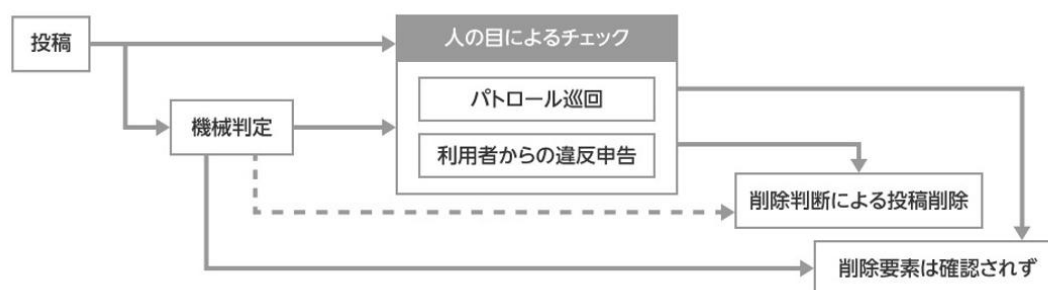 投稿
人の目によるチェック
パトロール巡回
機械判定
利用者からの違反申告
削除判断による投稿削除
削除要素は確認されず